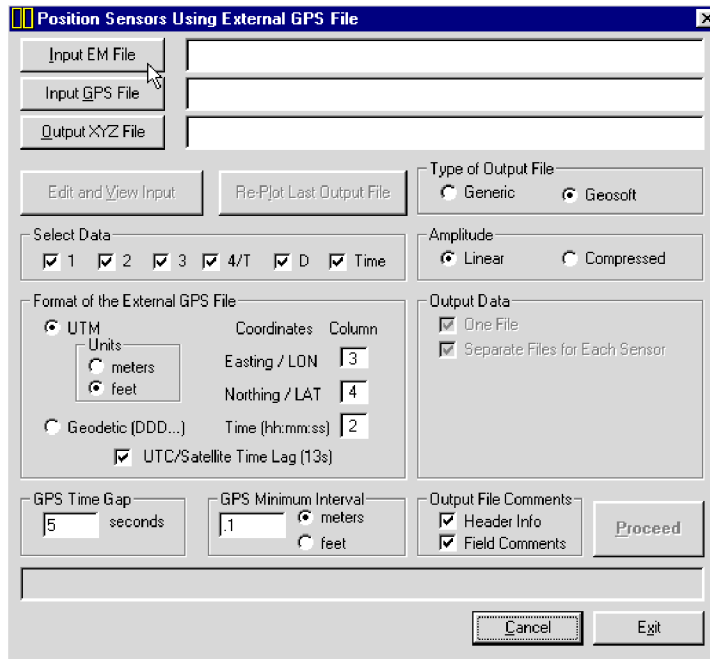 Position Sensors Using External GPS File
Input EM File
Input GPS File
Output XYZ File
Edit and View Input
Re-Plot Last Output File
Type of Output File
Generic
Geosoft
Select Data
1
2
3
4/T
D
Time
Amplitude
Linear
Compressed
Format of the External GPS File
UTM
Units
meters
feet
Coordinates Column
Easting / LON 3
Northing / LAT 4
Geodetic (DDD...)
Time (hh:mm:ss) 2
UTC/Satellite Time Lag (13s)
Output Data
One File
Separate Files for Each Sensor
GPS Time Gap
5 seconds
GPS Minimum Interval
.1
meters
feet
Output File Comments
Header Info
Field Comments
Proceed
Cancel
Exit